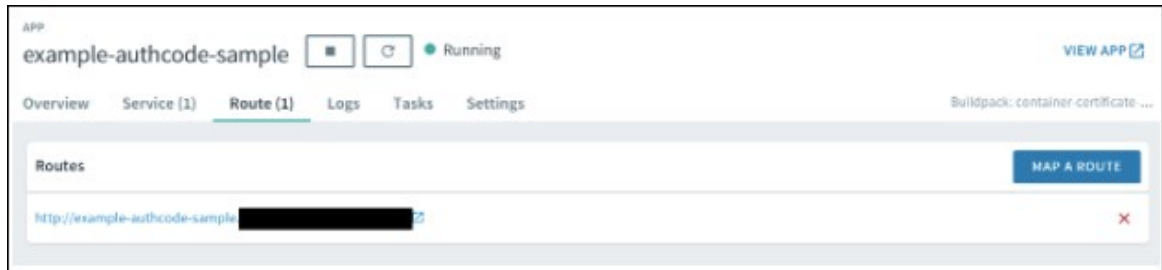 APP
example-authcode-sample Running VIEW APP
Overview Service (1) Route (1) Logs Tasks Settings Buildpack: container-certificate-...
Routes MAP A ROUTE
http://example-authcode-sample.